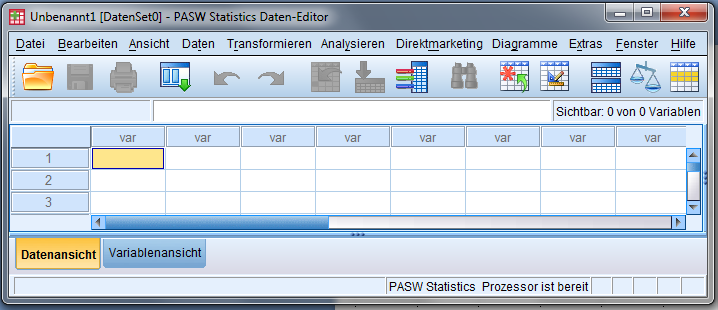 Unbenannt1 [DatenSet0] - PASW Statistics Daten-Editor
Datei Bearbeiten Ansicht Daten Transformieren Analysieren Direktmarketing Diagramme Extras Fenster Hilfe
Sichtbar: 0 von 0 Variablen
var var var var var var var var
1
2
3
Datenansicht Variablenansicht
PASW Statistics Prozessor ist bereit